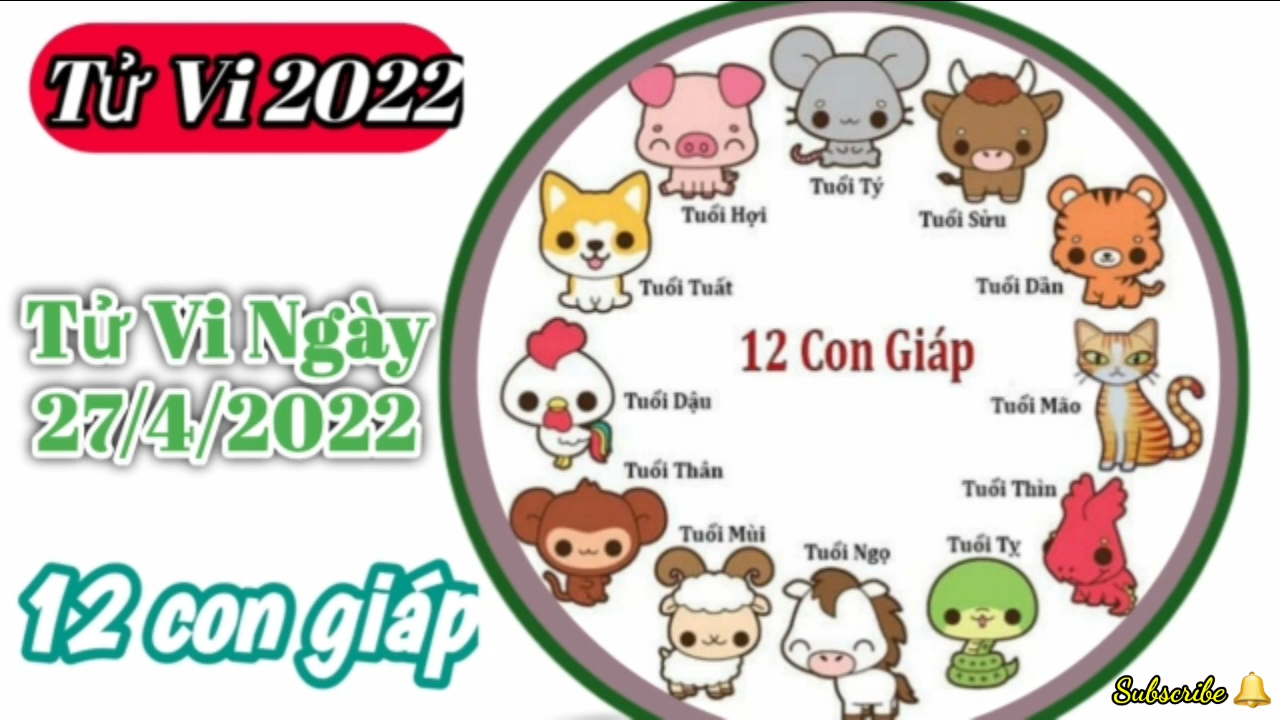 Tử Vi 2022
Tử Vi Ngày
27/4/2022
12 con giáp
Tuổi Tý
Tuổi Hợi
Tuổi Sửu
Tuổi Tuất
Tuổi Dần
12 Con Giáp
Tuổi Dậu
Tuổi Mão
Tuổi Thân
Tuổi Thìn
Tuổi Mùi
Tuổi Ngọ
Tuổi Tỵ
Subscribe